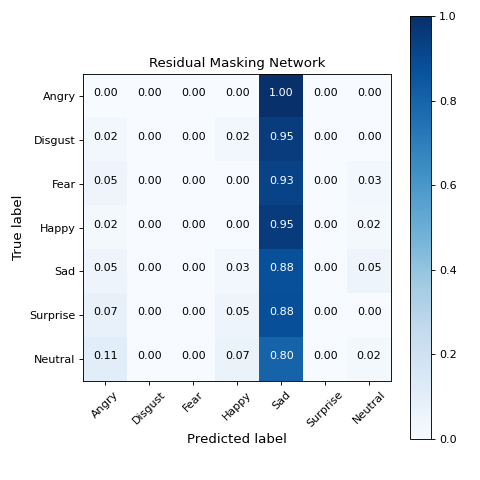 Residual Masking Network
1.0
Angry 0.00 0.00 0.00 0.00 1.00 0.00 0.00
0.8
Disgust 0.02 0.00 0.00 0.02 0.95 0.00 0.00
Fear 0.05 0.00 0.00 0.00 0.93 0.00 0.03
0.6
Happy 0.02 0.00 0.00 0.00 0.95 0.00 0.02
True label
0.4
Sad 0.05 0.00 0.00 0.03 0.88 0.00 0.05
Surprise 0.07 0.00 0.00 0.05 0.88 0.00 0.00
0.2
Neutral 0.11 0.00 0.00 0.07 0.80 0.00 0.02
Angry Disgust Fear Happy Sad Surprise Neutral
Predicted label
0.0